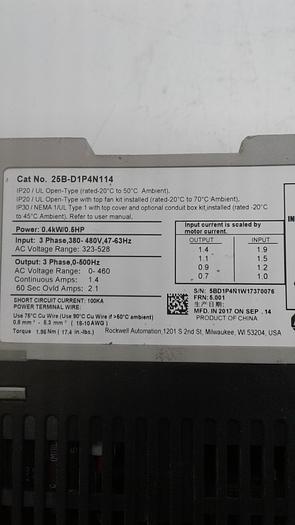 Cat No. 25B-D1P4N114
IP20 / UL Open-Type (rated-20°C to 50°C Ambient).
IP20 / UL Open-Type with top fan kit installed (rated-20°C to 70°C Ambient)
IP30 / NEMA 1/UL Type 1 with top cover and optional conduit box kit, installed (rated -20°C
to 45°C Ambient). Refer to user manual.
Power: 0.4kW/0.5HP
Input: 3 Phase,380- 480V,47-63Hz
AC Voltage Range: 323-528
Output: 3 Phase,0-500Hz
AC Voltage Range: 0- 460
Continuous Amps: 1.4
60 Sec Ovld Amps: 2.1
Input current is scaled by
motor current.
OUTPUT INPUT
1.4 1.9
1.1 1.5
0.9 1.2
0.7 1.0
SHORT CIRCUIT CURRENT: 100KA
POWER TERMINAL WIRE:
Use 75°C Cu Wire (Use 90°C Cu Wire if >60°C ambient)
0.8 mm² - 5.3 mm² ( 18-10 AWG )
Torque 1.96 Nm ( 17.4 in.-lbs.)
S/N: 5BD1P4N1W17370076
FRN: 5.001
生产日期:
MFD. IN 2017 ON SEP . 14
PRODUCT OF CHINA
Rockwell Automation,1201 S 2nd St, Milwaukee, WI 53204, USA